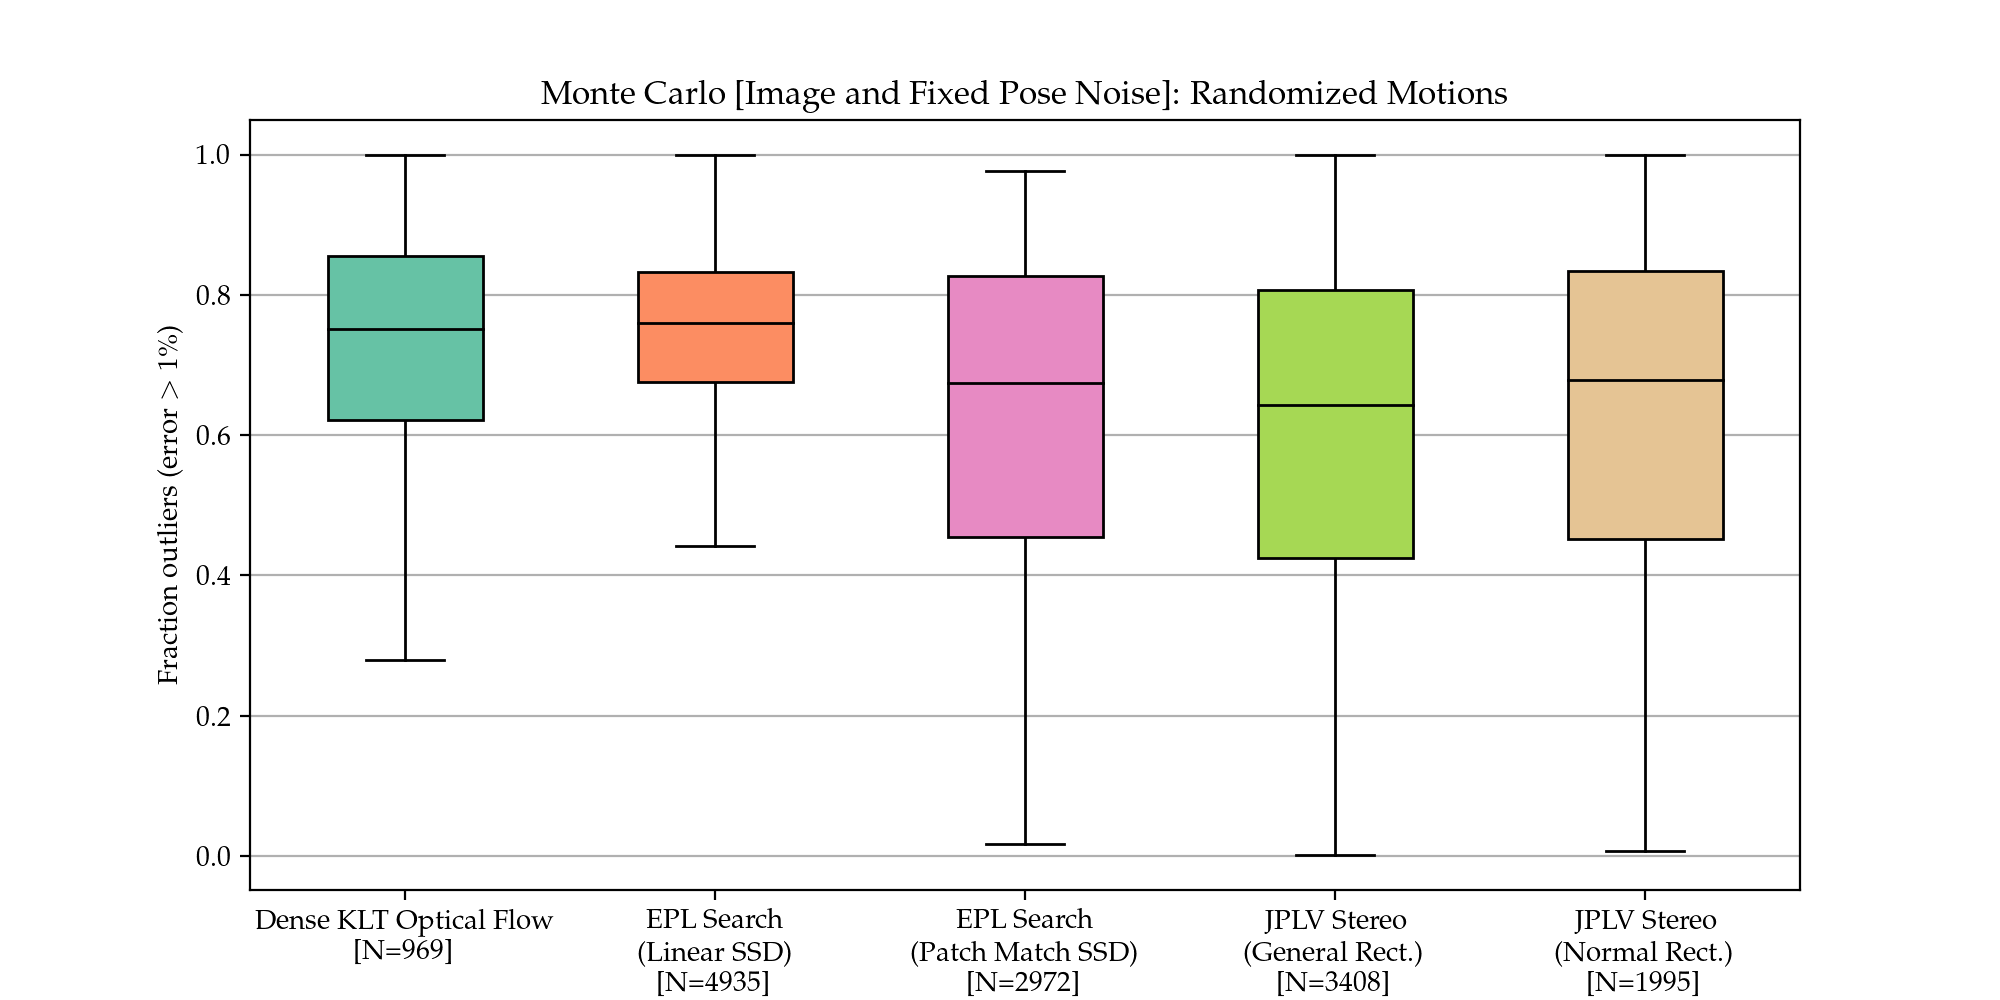 Monte Carlo [Image and Fixed Pose Noise]: Randomized Motions
Fraction outliers (error > 1%)
1.0
0.8
0.6
0.4
0.2
0.0
Dense KLT Optical Flow
[N=969]
EPL Search
(Linear SSD)
[N=4935]
EPL Search
(Patch Match SSD)
[N=2972]
JPLV Stereo
(General Rect.)
[N=3408]
JPLV Stereo
(Normal Rect.)
[N=1995]